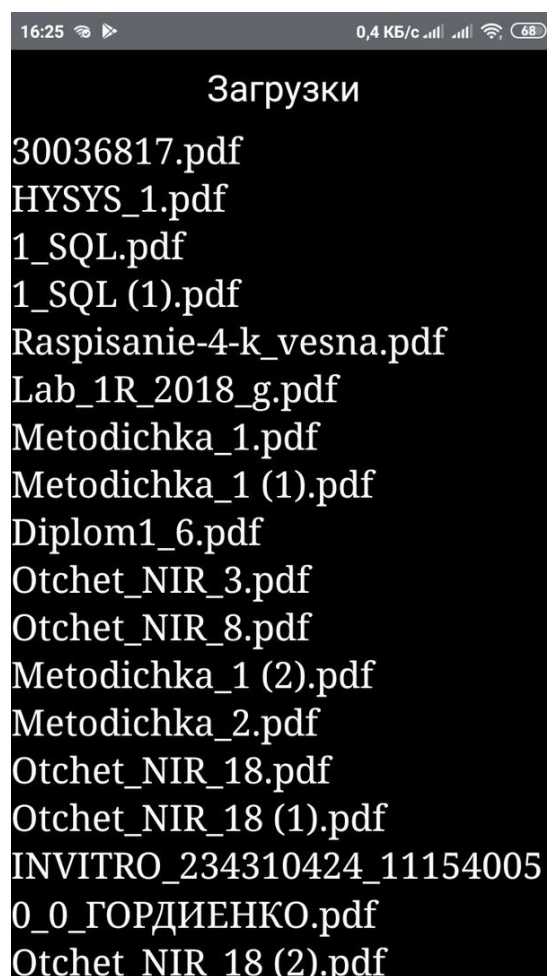 16:25 0,4 КБ/с 68
Загрузки
30036817.pdf
HYSYS_1.pdf
1_SQL.pdf
1_SQL (1).pdf
Raspisanie-4-k_vesna.pdf
Lab_1R_2018_g.pdf
Metodichka_1.pdf
Metodichka_1 (1).pdf
Diplom1_6.pdf
Otchet_NIR_3.pdf
Otchet_NIR_8.pdf
Metodichka_1 (2).pdf
Metodichka_2.pdf
Otchet_NIR_18.pdf
Otchet_NIR_18 (1).pdf
INVITRO_234310424_11154005
0_0_ГОРДИЕНКО.pdf
Otchet_NIR_18 (2).pdf